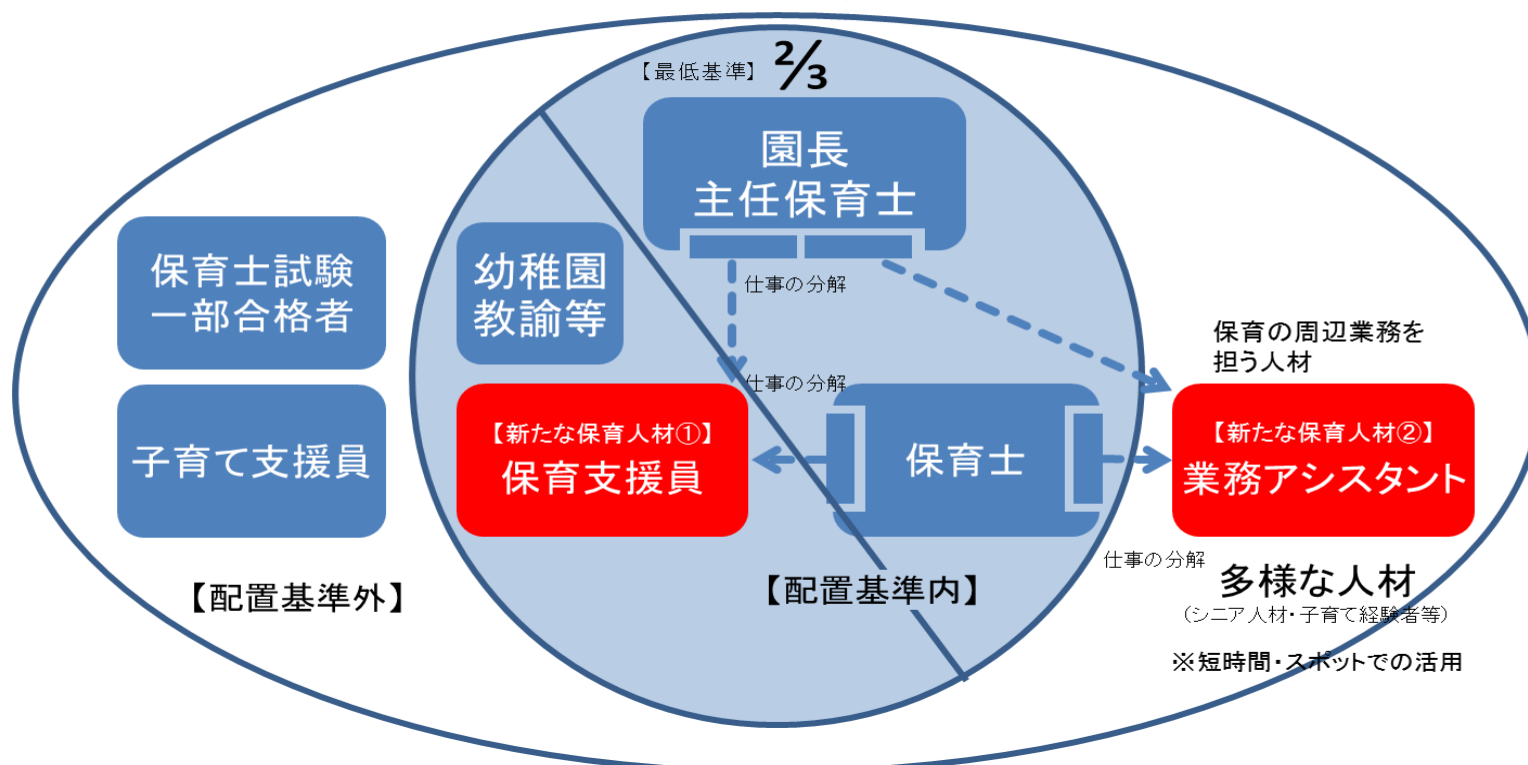 【最低基準】 ⅔
園長
主任保育士
保育士試験
一部合格者
幼稚園
教諭等
仕事の分解
保育の周辺業務を
担う人材
仕事の分解
子育て支援員
【新たな保育人材①】
保育支援員
保育士
【新たな保育人材②】
業務アシスタント
仕事の分解
【配置基準外】
【配置基準内】
多様な人材
(シニア人材・子育て経験者等)
※短時間・スポットでの活用